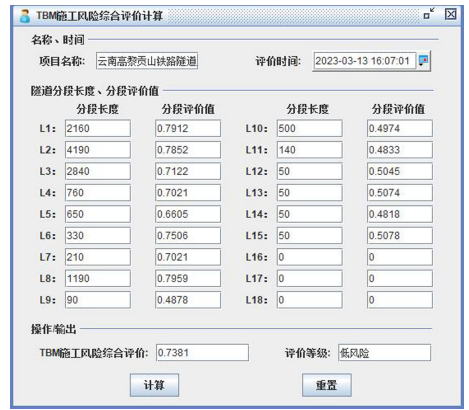 TBM施工风险综合评价计算
名称、时间
项目名称: 云南高黎贡山铁路隧道 评价时间: 2023-03-13 16:07:01
隧道分段长度、分段评价值
分段长度 分段评价值 分段长度 分段评价值
L1: 2160 0.7912 L10: 500 0.4974
L2: 4190 0.7852 L11: 140 0.4833
L3: 2840 0.7122 L12: 50 0.5045
L4: 760 0.7021 L13: 50 0.5074
L5: 650 0.6605 L14: 50 0.4818
L6: 330 0.7506 L15: 50 0.5078
L7: 210 0.7021 L16: 0 0
L8: 1190 0.7959 L17: 0 0
L9: 90 0.4878 L18: 0 0
操作/输出
TBM施工风险综合评价: 0.7381 评价等级: 低风险
计算 重置